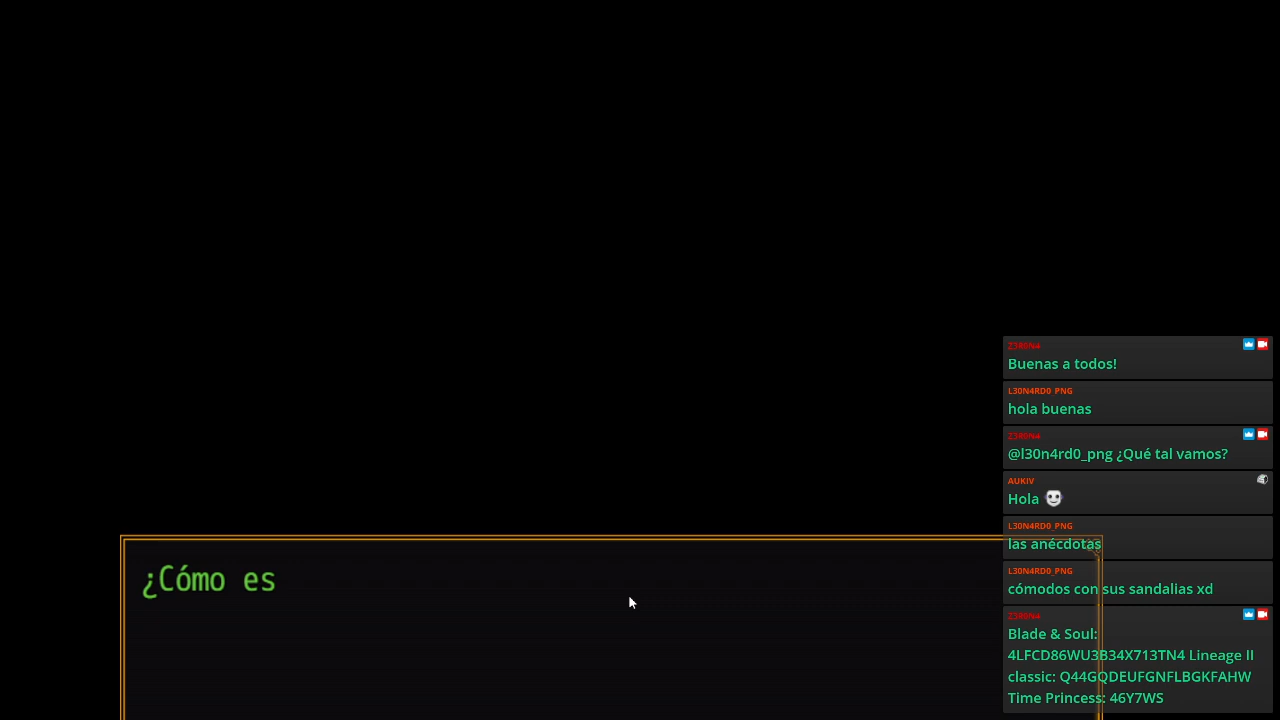 ¿Cómo es
Z3R0N4
Buenas a todos!
L30N4RD0_PNG
hola buenas
Z3R0N4
@l30n4rd0_png ¿Qué tal vamos?
AUKIV
Hola
L30N4RD0_PNG
las anécdotas
L30N4RD0_PNG
cómodos con sus sandalias xd
Z3R0N4
Blade & Soul:
4LFCD86WU3B34X713TN4 Lineage II
classic: Q44GQDEUFGNFLBGKFAHW
Time Princess: 46Y7WS